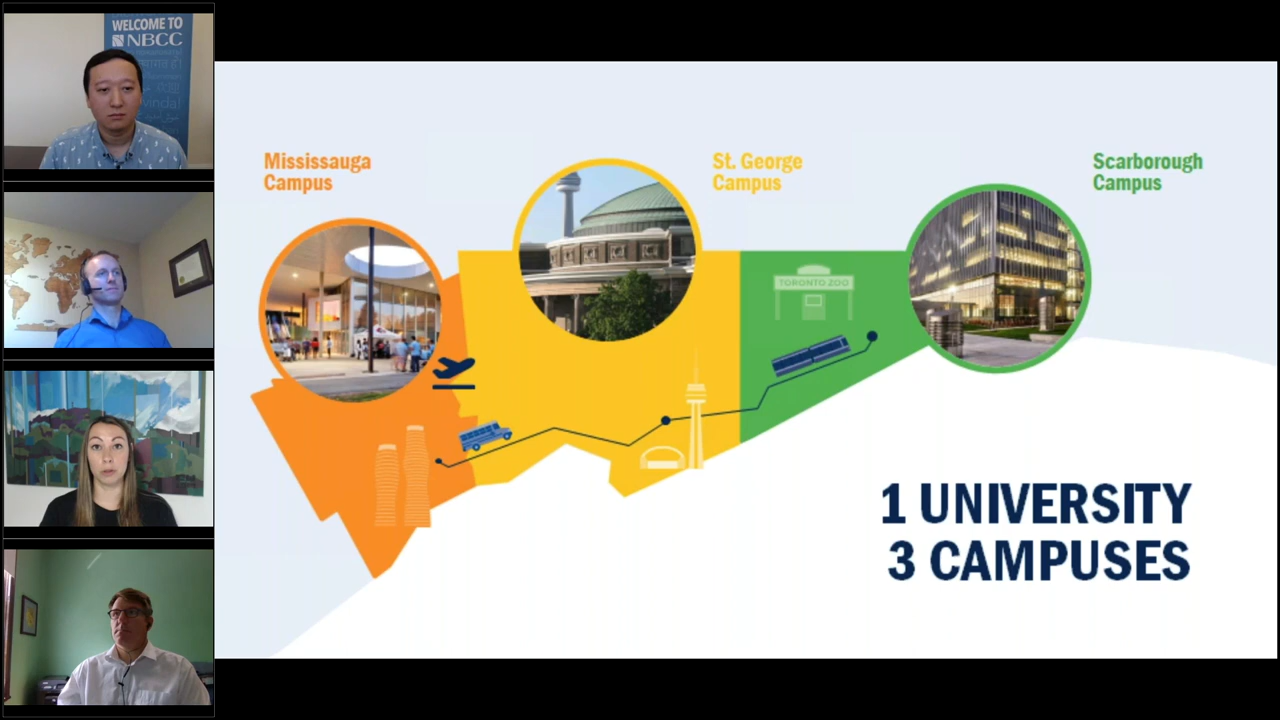 WELCOME TO
NBCC
Mississauga
Campus
St. George
Campus
Scarborough
Campus
TORONTO ZOO
1 UNIVERSITY
3 CAMPUSES